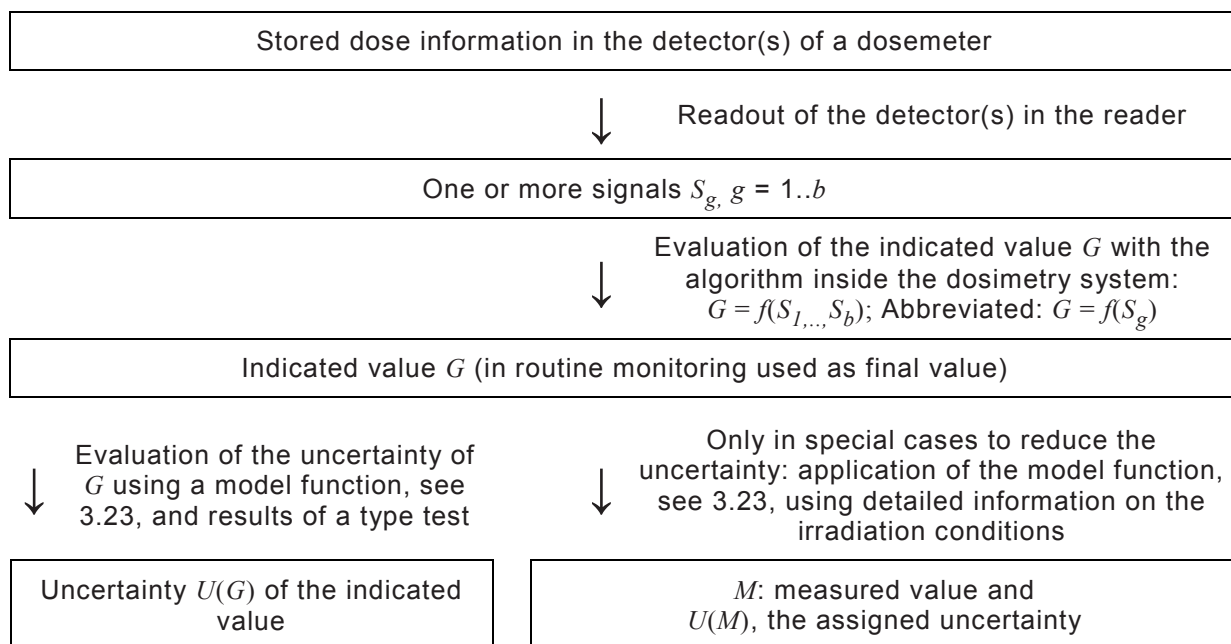 Stored dose information in the detector(s) of a dosemeter
Readout of the detector(s) in the reader
One or more signals S_g, g = 1..b
Evaluation of the indicated value G with the
algorithm inside the dosimetry system:
G = f(S_1,..,S_b); Abbreviated: G = f(S_g)
Indicated value G (in routine monitoring used as final value)
Evaluation of the uncertainty of
G using a model function, see
3.23, and results of a type test
Only in special cases to reduce the
uncertainty: application of the model function,
see 3.23, using detailed information on the
irradiation conditions
Uncertainty U(G) of the indicated
value
M: measured value and
U(M), the assigned uncertainty